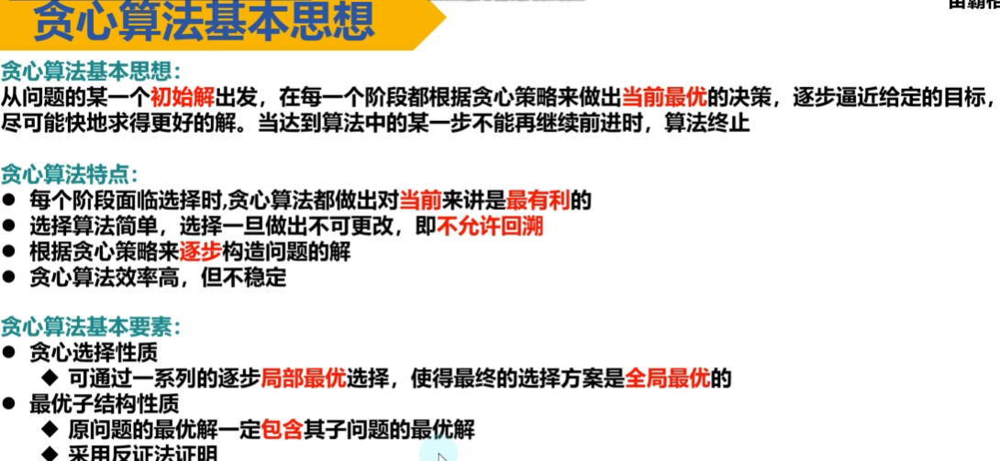 贪心算法基本思想
贪心算法基本思想：
从问题的某一个初始解出发，在每一个阶段都根据贪心策略来做出当前最优的决策，逐步逼近给定的目标，
尽可能快地求得更好的解。当达到算法中的某一步不能再继续前进时，算法终止
贪心算法特点：
● 每个阶段面临选择时,贪心算法都做出对当前来讲是最有利的
● 选择算法简单，选择一旦做出不可更改，即不允许回溯
● 根据贪心策略来逐步构造问题的解
● 贪心算法效率高，但不稳定
贪心算法基本要素：
● 贪心选择性质
◆ 可通过一系列的逐步局部最优选择，使得最终的选择方案是全局最优的
● 最优子结构性质
◆ 原问题的最优解一定包含其子问题的最优解
◆ 采用反证法证明